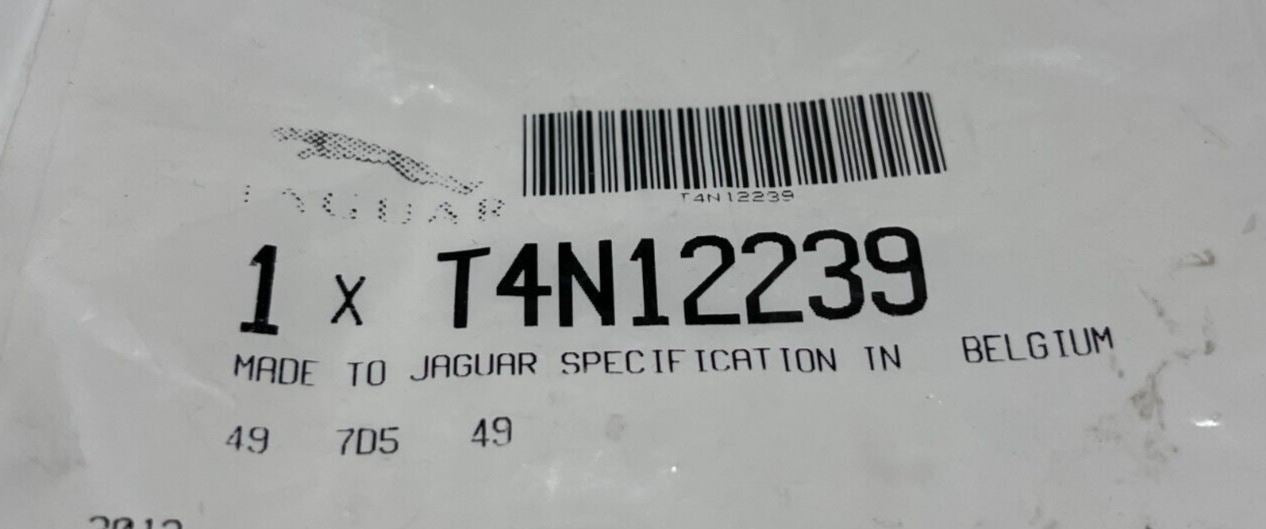 JAGUAR
T4N12239
1 x T4N12239
MADE TO JAGUAR SPECIFICATION IN BELGIUM
49 7D5 49